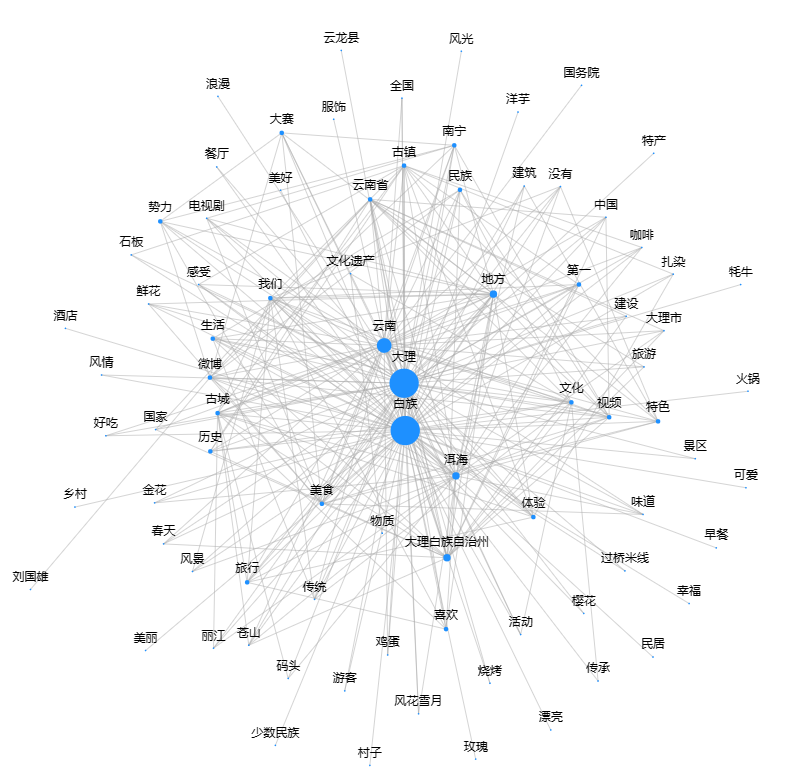 云龙县
风光
国务院
浪漫
全国
洋芋
服饰
大寨
南宁
特产
古镇
餐厅
美好
云南省
民族
建筑
没有
势力
电视剧
中国
石板
文化遗产
咖啡
感受
我们
地方
第一
扎染
牦牛
鲜花
建设
酒店
生活
云南
大理市
大理
旅游
风情
微博
火锅
文化
古城
白族
视频
特色
好吃
国家
历史
景区
洱海
可爱
乡村
金花
美食
体验
味道
春天
物质
早餐
大理白族自治州
风景
过桥米线
刘国雄
旅行
传统
幸福
樱花
喜欢
活动
美丽
丽江
苍山
鸡蛋
民居
码头
游客
烧烤
传承
风花雪月
漂亮
少数民族
村子
玫瑰